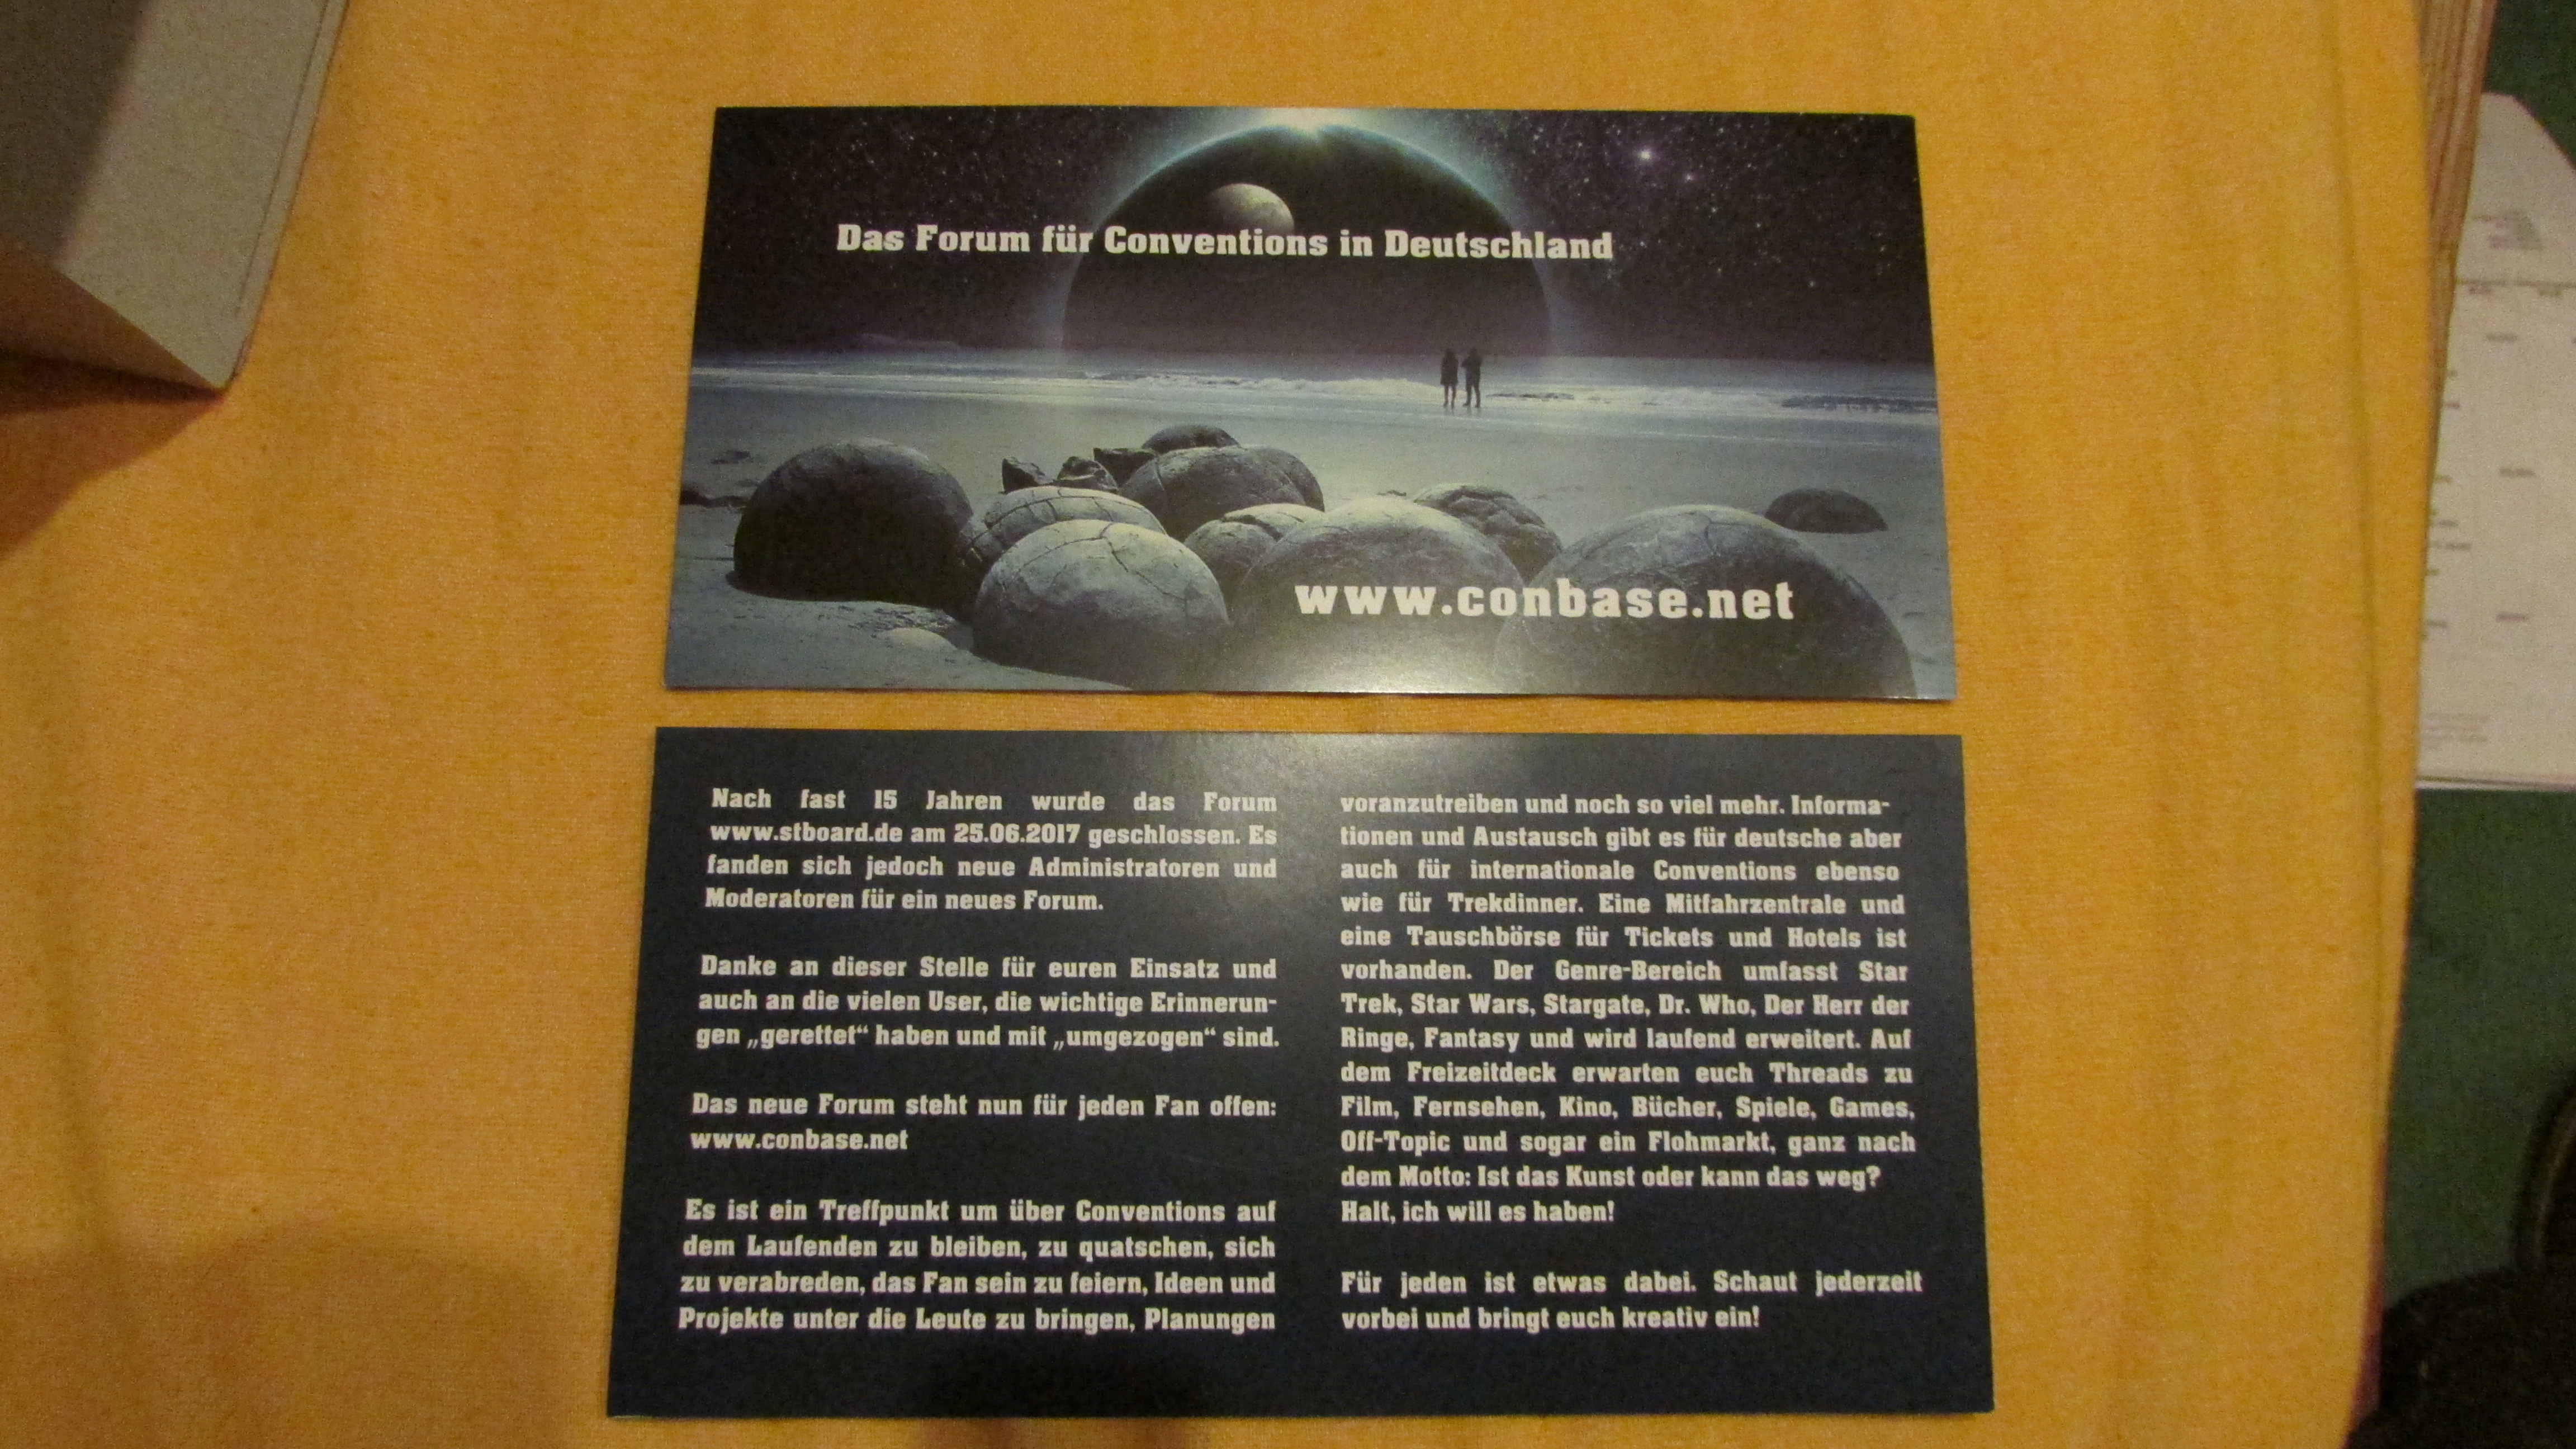 Das Forum für Conventions in Deutschland
www.conbase.net
Nach fast 15 Jahren wurde das Forum
www.stboard.de am 25.06.2017 geschlossen. Es
fanden sich jedoch neue Administratoren und
Moderatoren für ein neues Forum.
Danke an dieser Stelle für euren Einsatz und
auch an die vielen User, die wichtige Erinnerun-
gen „gerettet“ haben und mit „umgezogen“ sind.
Das neue Forum steht nun für jeden Fan offen:
www.conbase.net
Es ist ein Treffpunkt um über Conventions auf
dem Laufenden zu bleiben, zu quatschen, sich
zu verabreden, das Fan sein zu feiern, Ideen und
Projekte unter die Leute zu bringen, Planungen
voranzutreiben und noch so viel mehr. Informa-
tionen und Austausch gibt es für deutsche aber
auch für internationale Conventions ebenso
wie für Trekdinner. Eine Mitfahrzentrale und
eine Tauschbörse für Tickets und Hotels ist
vorhanden. Der Genre-Bereich umfasst Star
Trek, Star Wars, Stargate, Dr. Who, Der Herr der
Ringe, Fantasy und wird laufend erweitert. Auf
dem Freizeitdeck erwarten euch Threads zu
Film, Fernsehen, Kino, Bücher, Spiele, Games,
Off-Topic und sogar ein Flohmarkt, ganz nach
dem Motto: Ist das Kunst oder kann das weg?
Halt, ich will es haben!
Für jeden ist etwas dabei. Schaut jederzeit
vorbei und bringt euch kreativ ein!